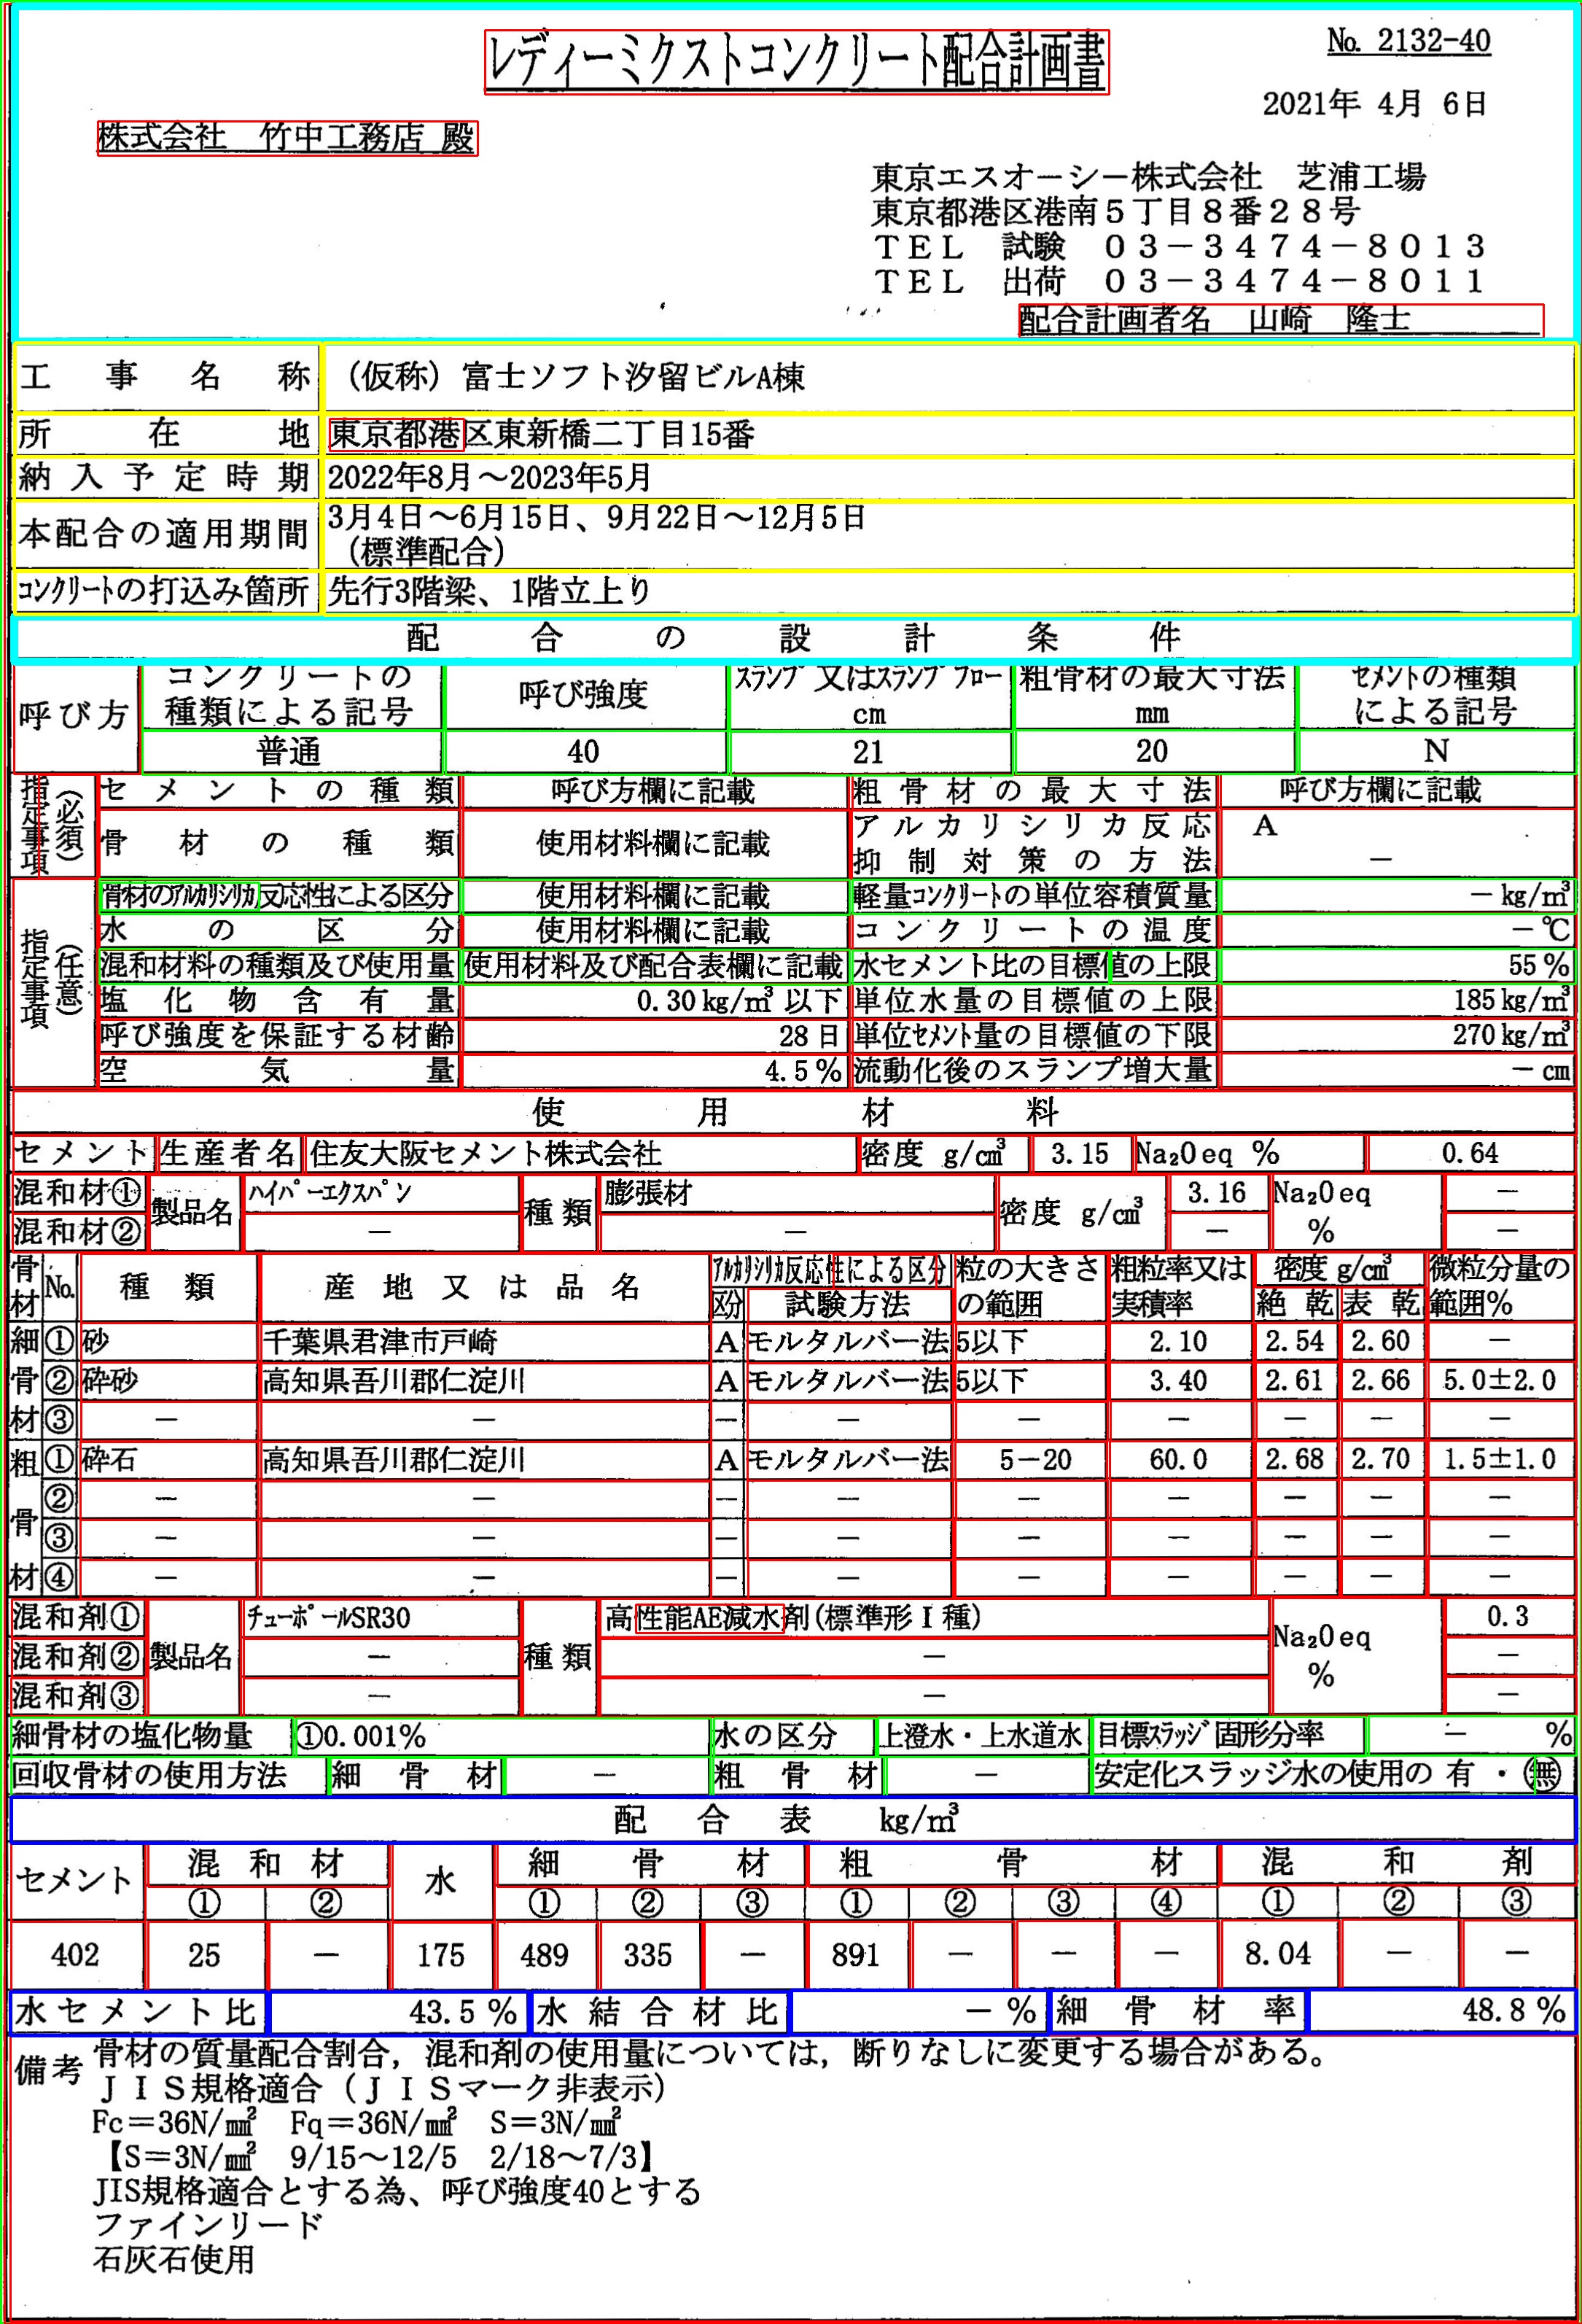 レディーミクストコンクリート配合計画書
No. 2132-40
2021年 4月 6日
株式会社 竹中工務店 殿
東京エスオーシー株式会社 芝浦工場
東京都港区港南5丁目8番28号
TEL 試験 03-3474-8013
TEL 出荷 03-3474-8011
配合計画者名 山崎 隆士
工事名称 (仮称)富士ソフト汐留ビルA棟
所在地 東京都港区東新橋二丁目15番
納入予定時期 2022年8月～2023年5月
本配合の適用期間 3月4日～6月15日、9月22日～12月5日
(標準配合)
コンクリートの打込み箇所 先行3階梁、1階立上り
配合の設計条件
呼び方 コンクリートの種類による記号 呼び強度 スランプ又はスランプフロー cm 粗骨材の最大寸法 mm セメントの種類による記号
普通 40 21 20 N
指定事項(必須) セメントの種類 呼び方欄に記載 粗骨材の最大寸法 呼び方欄に記載
骨材の種類 使用材料欄に記載 アルカリシリカ反応抑制対策の方法 A －
指定事項(任意) 骨材のアルカリシリカ反応性による区分 使用材料欄に記載 軽量コンクリートの単位容積質量 －kg/㎥
水の区分 使用材料欄に記載 コンクリートの温度 －℃
混和材料の種類及び使用量 使用材料及び配合表欄に記載 水セメント比の目標値の上限 55%
塩化物含有量 0.30kg/㎥以下 単位水量の目標値の上限 185kg/㎥
呼び強度を保証する材齢 28日 単位セメント量の目標値の下限 270kg/㎥
空気量 4.5% 流動化後のスランプ増大量 －cm
使用材料
セメント 生産者名 住友大阪セメント株式会社 密度 g/c㎥ 3.15 Na₂Oeq % 0.64
混和材① 製品名 ハイパーエクスパン 種類 膨張材 密度 g/c㎥ 3.16 Na₂Oeq % －
混和材② － － － －
骨材 No. 種類 産地又は品名 アルカリシリカ反応性による区分 区分 試験方法 粒の大きさの範囲 粗粒率又は実積率 密度 g/c㎥ 絶乾 表乾 微粒分量の範囲%
細骨材 ① 砂 千葉県君津市戸崎 A モルタルバー法 5以下 2.10 2.54 2.60 －
② 砕砂 高知県吾川郡仁淀川 A モルタルバー法 5以下 3.40 2.61 2.66 5.0±2.0
③ － － － － － － － － －
粗骨材 ① 砕石 高知県吾川郡仁淀川 A モルタルバー法 5－20 60.0 2.68 2.70 1.5±1.0
② － － － － － － － － －
③ － － － － － － － － －
④ － － － － － － － － －
混和剤① 製品名 チューポールSR30 種類 高性能AE減水剤(標準形Ⅰ種) Na₂Oeq % 0.3
混和剤② － － －
混和剤③ － － －
細骨材の塩化物量 ①0.001% 水の区分 上澄水・上水道水 目標スラッジ固形分率 － %
回収骨材の使用方法 細骨材 － 粗骨材 － 安定化スラッジ水の使用の 有・無
配合表 kg/㎥
セメント 混和材 水 細骨材 粗骨材 混和剤
① ② ① ② ③ ① ② ③ ④ ① ② ③
402 25 － 175 489 335 － 891 － － － 8.04 － －
水セメント比 43.5% 水結合材比 －% 細骨材率 48.8%
備考 骨材の質量配合割合，混和剤の使用量については，断りなしに変更する場合がある。
JIS規格適合(JISマーク非表示)
Fc＝36N/㎟ Fq＝36N/㎟ S＝3N/㎟
【S＝3N/㎟ 9/15～12/5 2/18～7/3】
JIS規格適合とする為、呼び強度40とする
ファインリード
石灰石使用